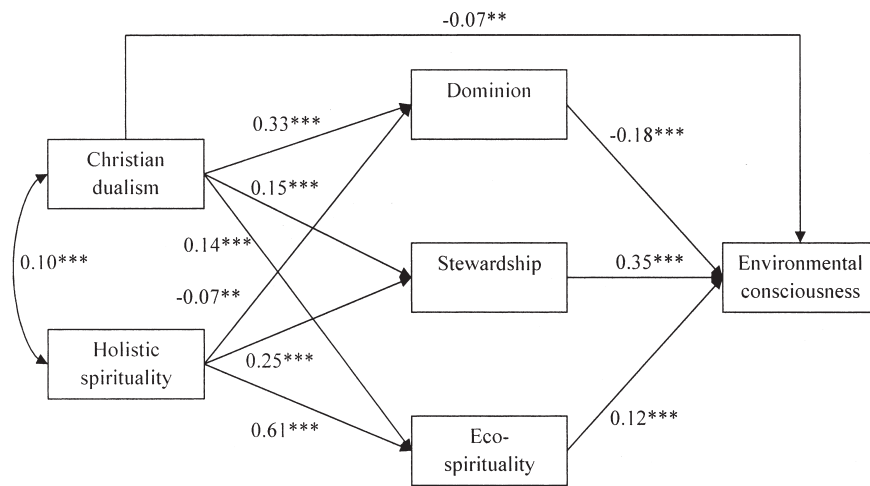 -0.07**
Dominion
0.33***
-0.18***
Christian
dualism
0.15***
0.14***
0.10***
Stewardship
0.35***
Environmental
consciousness
-0.07**
Holistic
spirituality
0.25***
0.61***
0.12***
Eco-
spirituality